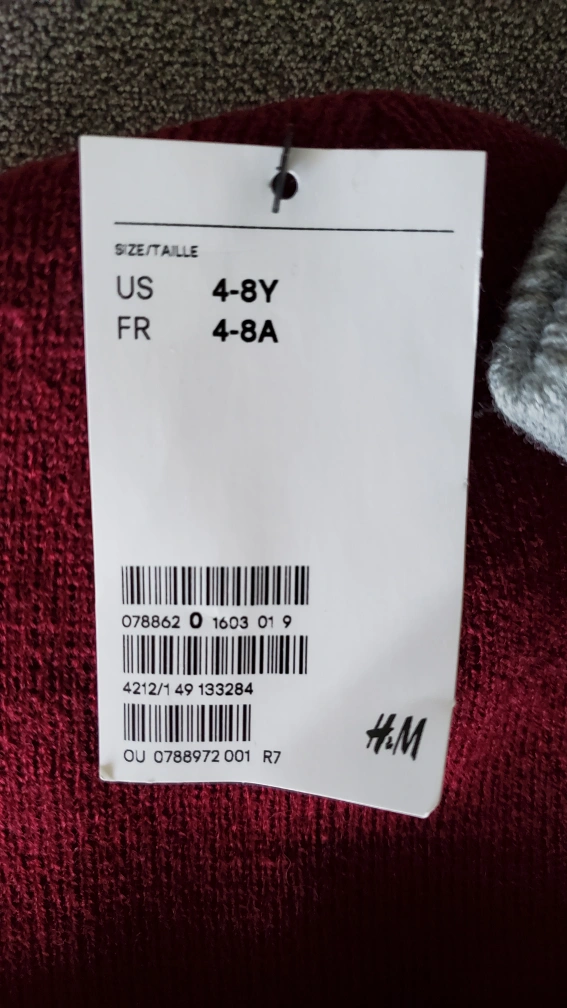 SIZE/TAILLE
US 4-8Y
FR 4-8A
078862 0 1603 01 9
4212/1 49 133284
H&M
OU 0788972 001 R7